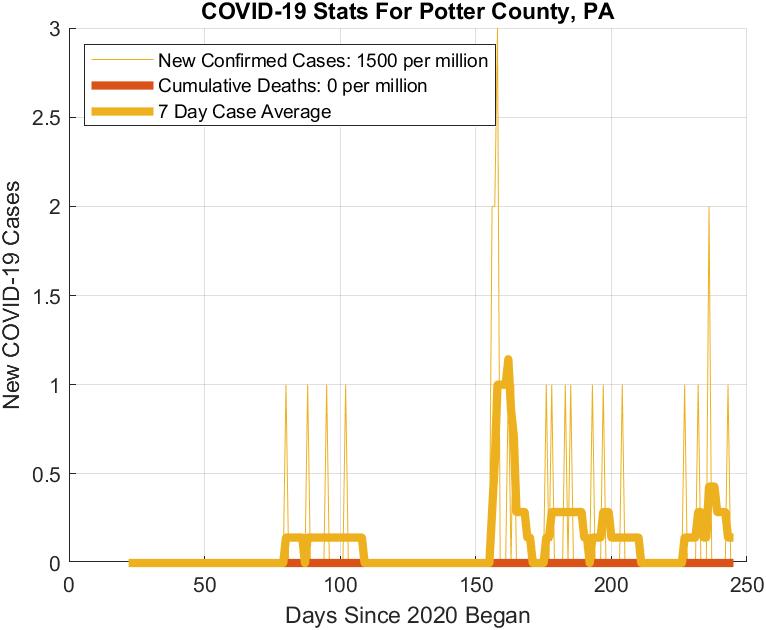 COVID-19 Stats For Potter County, PA
3
New Confirmed Cases: 1500 per million
Cumulative Deaths: 0 per million
7 Day Case Average
2.5
2
1.5
1
0.5
0
New COVID-19 Cases
0 50 100 150 200 250
Days Since 2020 Began